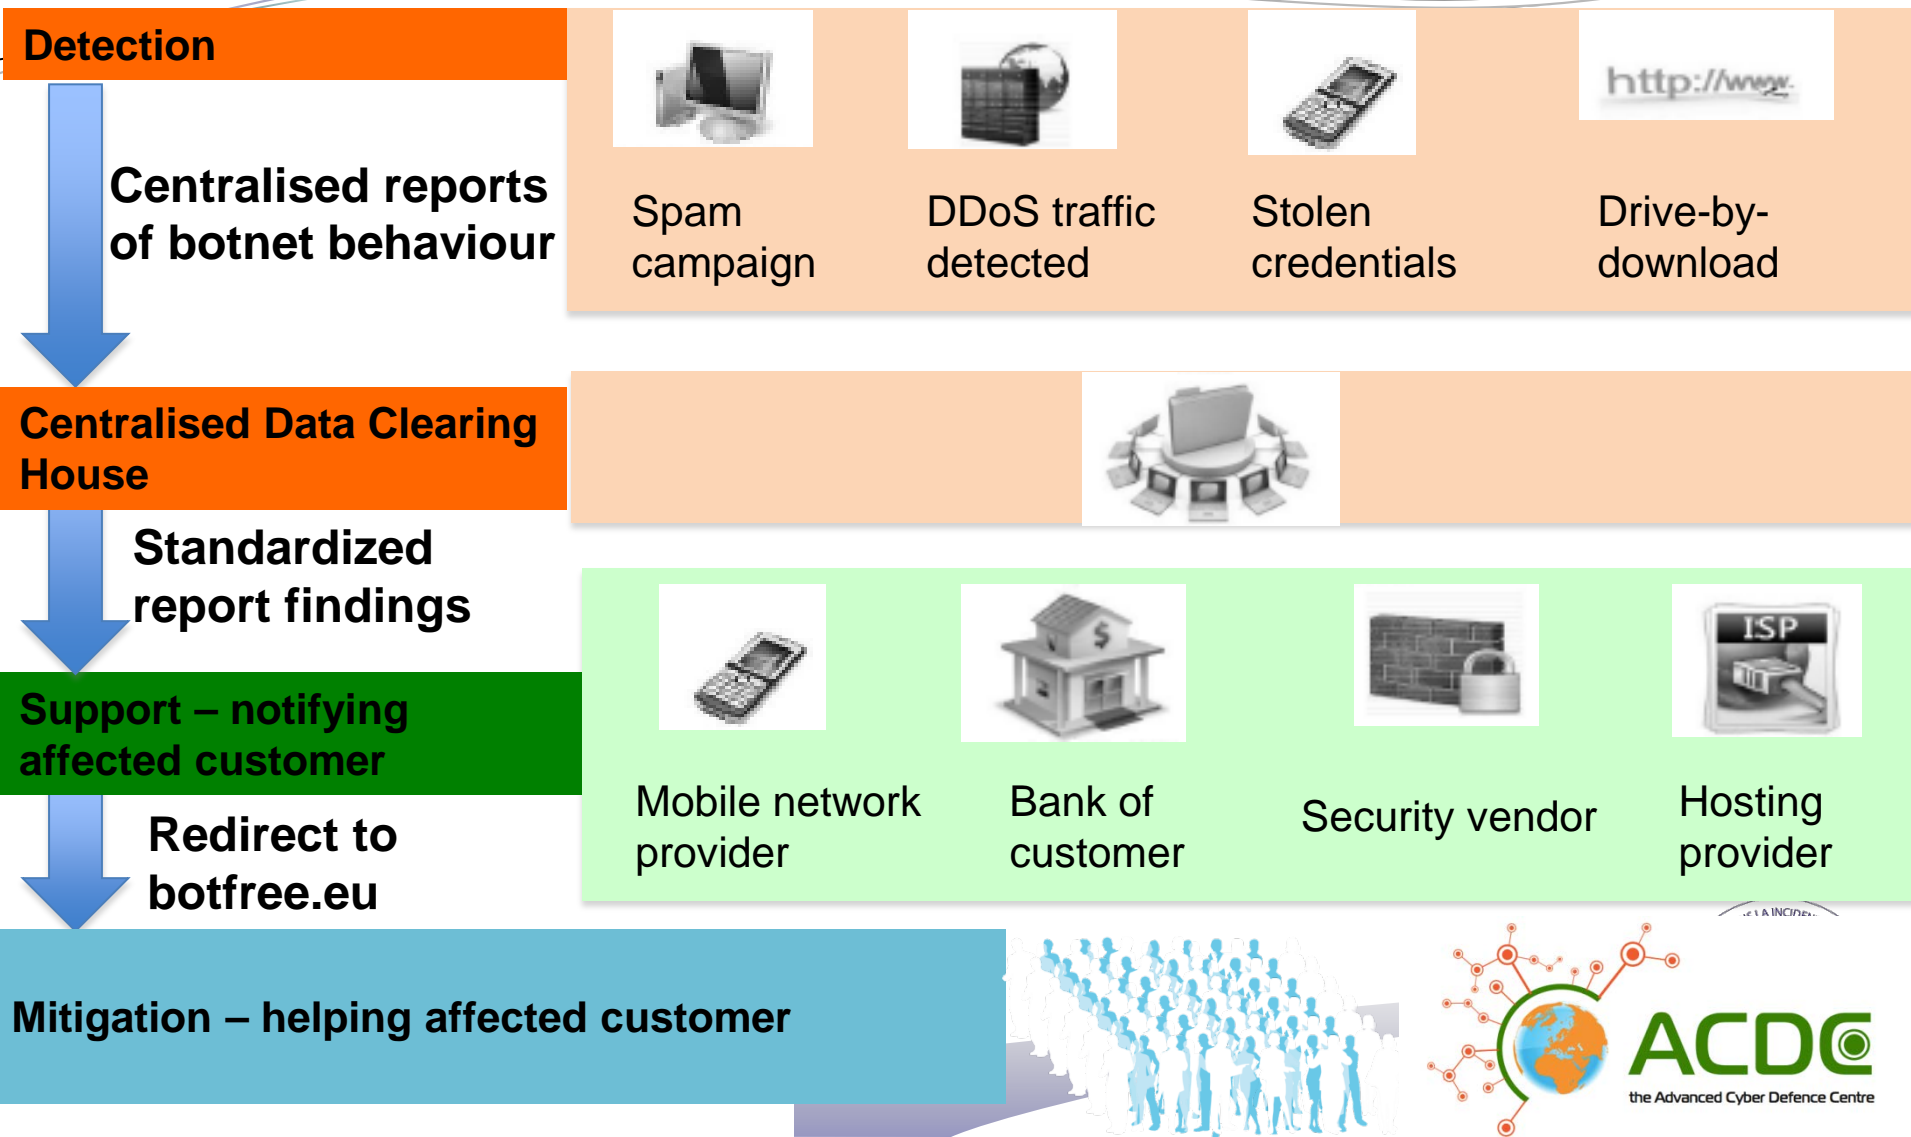 Detection
Centralised reports
of botnet behaviour
http://www.
Spam
campaign
DDoS traffic
detected
Stolen
credentials
Drive-by-
download
Centralised Data Clearing
House
Standardized
report findings
Support – notifying
affected customer
$
ISP
Mobile network
provider
Bank of
customer
Security vendor
Hosting
provider
Redirect to
botfree.eu
Mitigation – helping affected customer
LA INCIDEN
ACDC
the Advanced Cyber Defence Centre